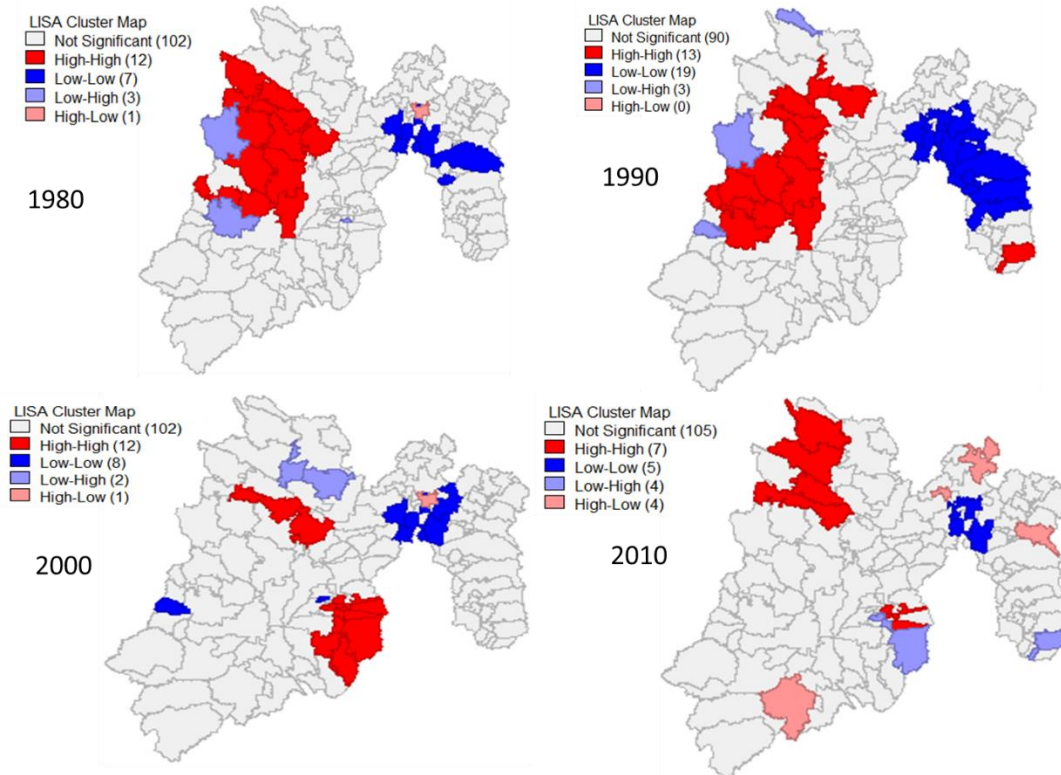 LISA Cluster Map
Not Significant (102)
High-High (12)
Low-Low (7)
Low-High (3)
High-Low (1)
1980
LISA Cluster Map
Not Significant (90)
High-High (13)
Low-Low (19)
Low-High (3)
High-Low (0)
1990
LISA Cluster Map
Not Significant (102)
High-High (12)
Low-Low (8)
Low-High (2)
High-Low (1)
2000
LISA Cluster Map
Not Significant (105)
High-High (7)
Low-Low (5)
Low-High (4)
High-Low (4)
2010